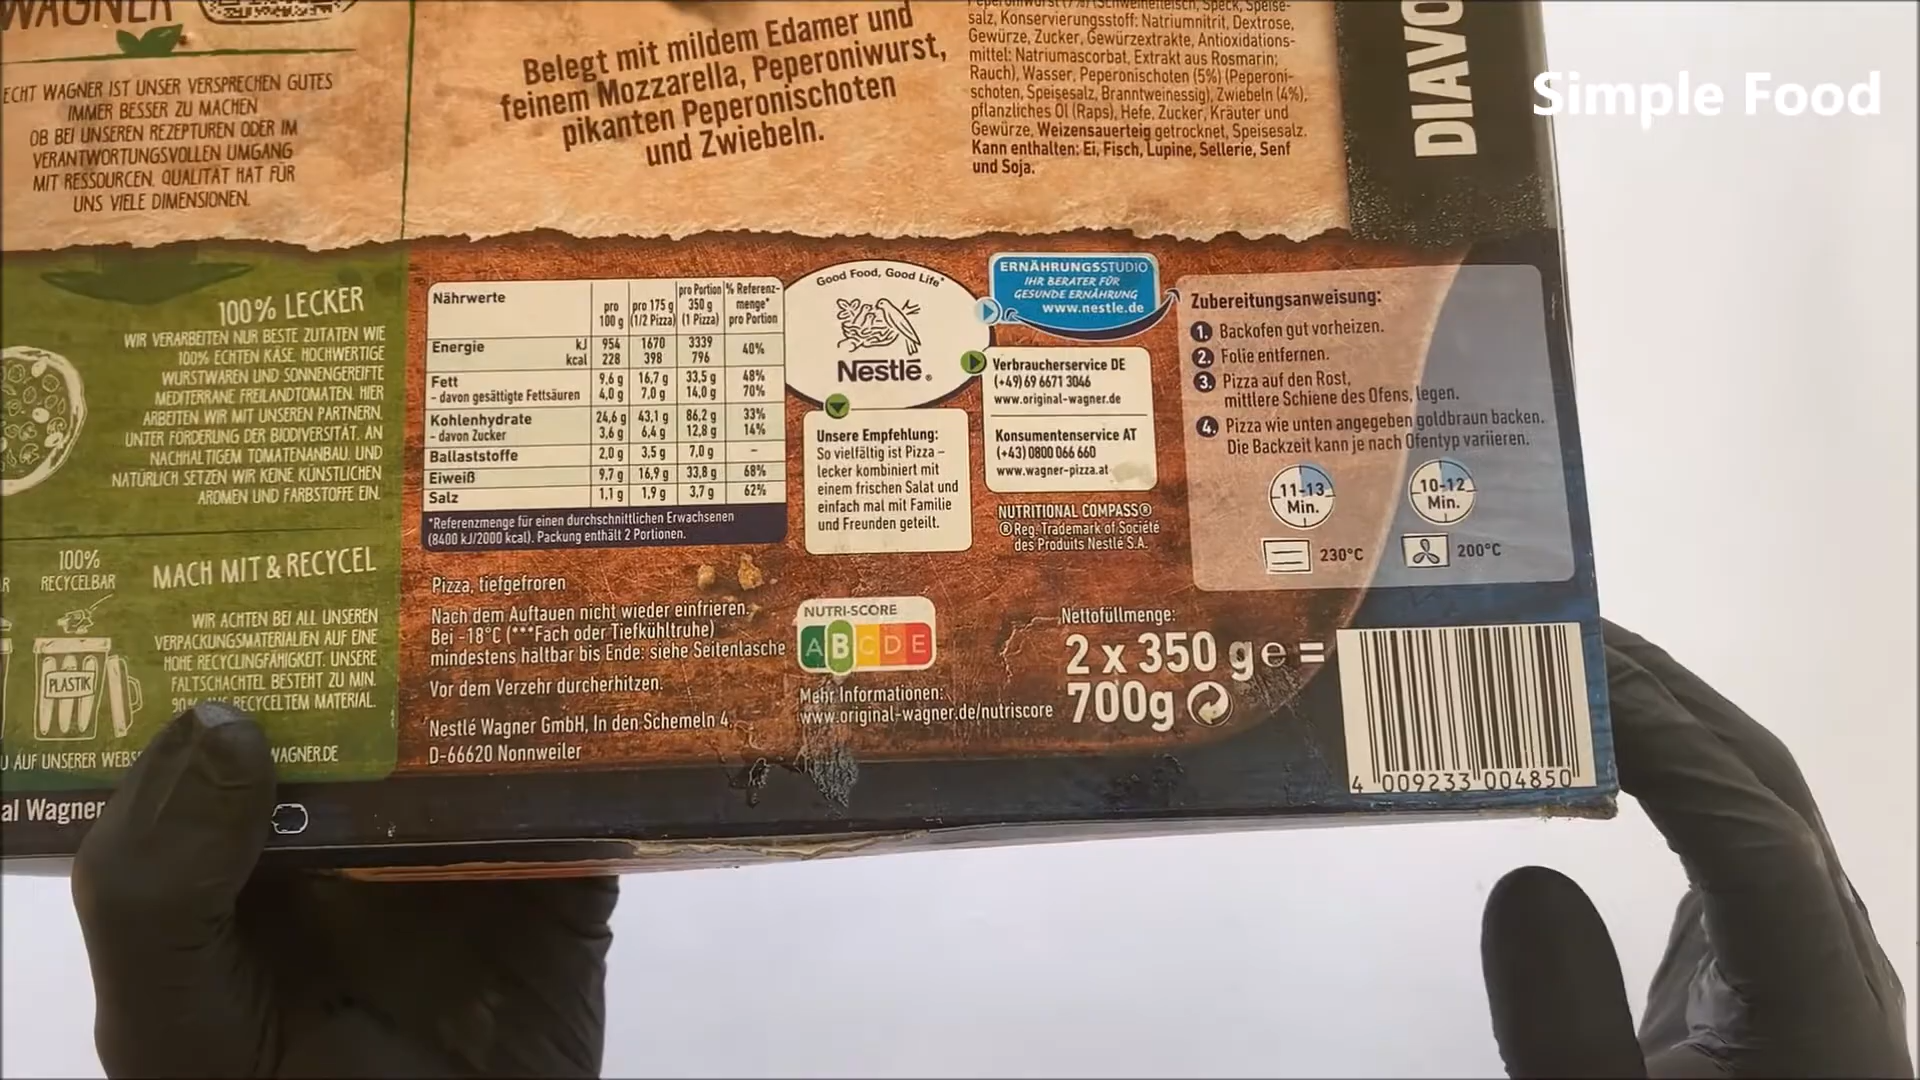 WAGNER
ECHT WAGNER IST UNSER VERSPRECHEN GUTES
IMMER BESSER ZU MACHEN
OB BEI UNSEREN REZEPTUREN ODER IM
VERANTWORTUNGSVOLLEN UMGANG
MIT RESSOURCEN. QUALITÄT HAT FÜR
UNS VIELE DIMENSIONEN.
Belegt mit mildem Edamer und
feinem Mozzarella, Peperoniwurst,
pikanten Peperonischoten
und Zwiebeln.
Peperoniwurst (7%) (Schweinefleisch, Speck, Speise-
salz, Konservierungsstoff: Natriumnitrit, Dextrose,
Gewürze, Zucker, Gewürzextrakte, Antioxidations-
mittel: Natriumascorbat, Extrakt aus Rosmarin;
Rauch), Wasser, Peperonischoten (5%) (Peperoni-
schoten, Speisesalz, Branntweinessig), Zwiebeln (4%),
pflanzliches Öl (Raps), Hefe, Zucker, Kräuter und
Gewürze, Weizensauerteig getrocknet, Speisesalz.
Kann enthalten: Ei, Fisch, Lupine, Sellerie, Senf
und Soja.
DIAVO
Simple Food
100% LECKER
WIR VERARBEITEN NUR BESTE ZUTATEN WIE
100% ECHTEN KÄSE, HOCHWERTIGE
WURSTWAREN UND SONNENGEREIFTE
MEDITERRANE FREILANDTOMATEN. HIER
ARBEITEN WIR MIT UNSEREN PARTNERN,
UNTER FÖRDERUNG DER BIODIVERSITÄT, AN
NACHHALTIGEM TOMATENANBAU. UND
NATÜRLICH SETZEN WIR KEINE KÜNSTLICHEN
AROMEN UND FARBSTOFFE EIN.
100%
RECYCELBAR
PLASTIK
MACH MIT & RECYCEL
WIR ACHTEN BEI ALL UNSEREN
VERPACKUNGSMATERIALIEN AUF EINE
HOHE RECYCLINGFÄHIGKEIT. UNSERE
FALTSCHACHTEL BESTEHT ZU MIN.
90% AUS RECYCELTEM MATERIAL.
U AUF UNSERER WEBS WAGNER.DE
al Wagner
Nährwerte pro 100 g pro 175 g (1/2 Pizza) pro Portion 350 g (1 Pizza) % Referenz-menge* pro Portion
Energie kJ 954 1670 3339 40%
kcal 228 398 796
Fett 9,6 g 16,7 g 33,5 g 48%
- davon gesättigte Fettsäuren 4,0 g 7,0 g 14,0 g 70%
Kohlenhydrate 24,6 g 43,1 g 86,2 g 33%
- davon Zucker 3,6 g 6,4 g 12,8 g 14%
Ballaststoffe 2,0 g 3,5 g 7,0 g -
Eiweiß 9,7 g 16,9 g 33,8 g 68%
Salz 1,1 g 1,9 g 3,7 g 62%
*Referenzmenge für einen durchschnittlichen Erwachsenen
(8400 kJ/2000 kcal). Packung enthält 2 Portionen.
Good Food, Good Life*
Nestlé®
Unsere Empfehlung:
So vielfältig ist Pizza –
lecker kombiniert mit
einem frischen Salat und
einfach mal mit Familie
und Freunden geteilt.
ERNÄHRUNGSSTUDIO
IHR BERATER FÜR
GESUNDE ERNÄHRUNG
www.nestle.de
Verbraucherservice DE
(+49) 69 6671 3046
www.original-wagner.de
Konsumentenservice AT
(+43) 0800 066 660
www.wagner-pizza.at
NUTRITIONAL COMPASS®
® Reg. Trademark of Société
des Produits Nestlé S.A.
Zubereitungsanweisung:
1. Backofen gut vorheizen.
2. Folie entfernen.
3. Pizza auf den Rost,
mittlere Schiene des Ofens, legen.
4. Pizza wie unten angegeben goldbraun backen.
Die Backzeit kann je nach Ofentyp variieren.
11-13
Min.
230°C
10-12
Min.
200°C
Pizza, tiefgefroren
Nach dem Auftauen nicht wieder einfrieren.
Bei -18°C (***Fach oder Tiefkühltruhe)
mindestens haltbar bis Ende: siehe Seitenlasche
Vor dem Verzehr durcherhitzen.
Nestlé Wagner GmbH, In den Schemeln 4,
D-66620 Nonnweiler
NUTRI-SCORE
A B C D E
Mehr Informationen:
www.original-wagner.de/nutriscore
Nettofüllmenge:
2 x 350 g e =
700g
4 009233 004850